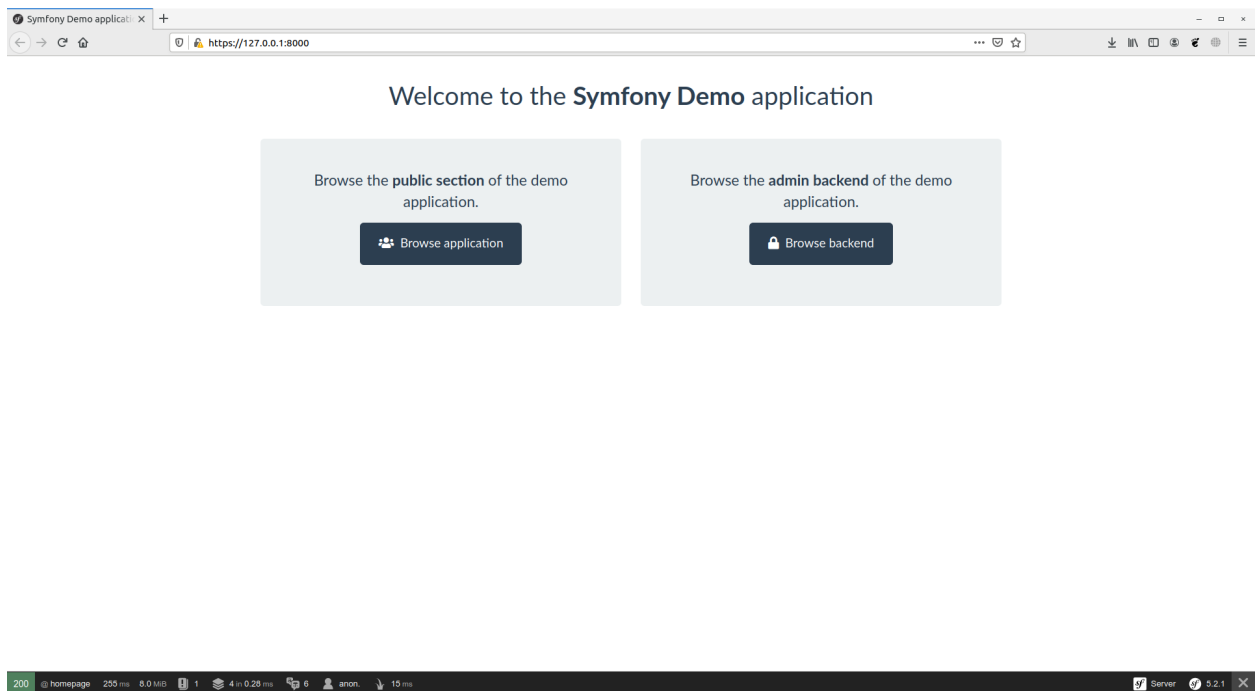 Symfony Demo applicati
https://127.0.0.1:8000
Welcome to the Symfony Demo application
Browse the public section of the demo
application.
Browse application
Browse the admin backend of the demo
application.
Browse backend
200 @ homepage 255 ms 8.0 MiB 1 4 in 0.28 ms 6 anon. 15 ms Server 5.2.1